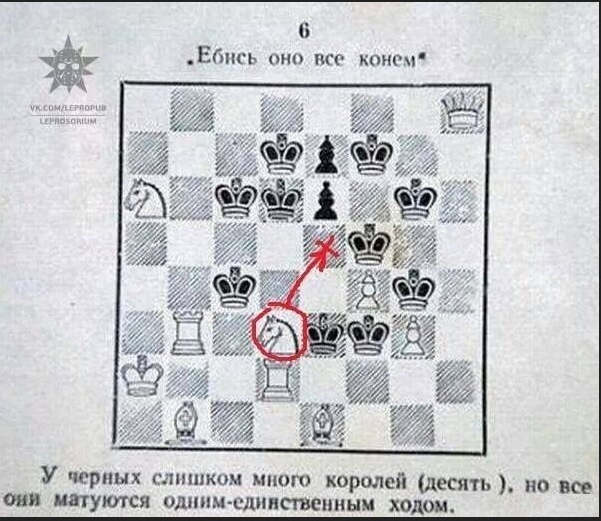 6
„Ебись оно все конем“
VK.COM/LEPROPUB
LEPROSORIUM
У черных слишком много королей (десять ), но все
они матуются одним-единственным ходом.